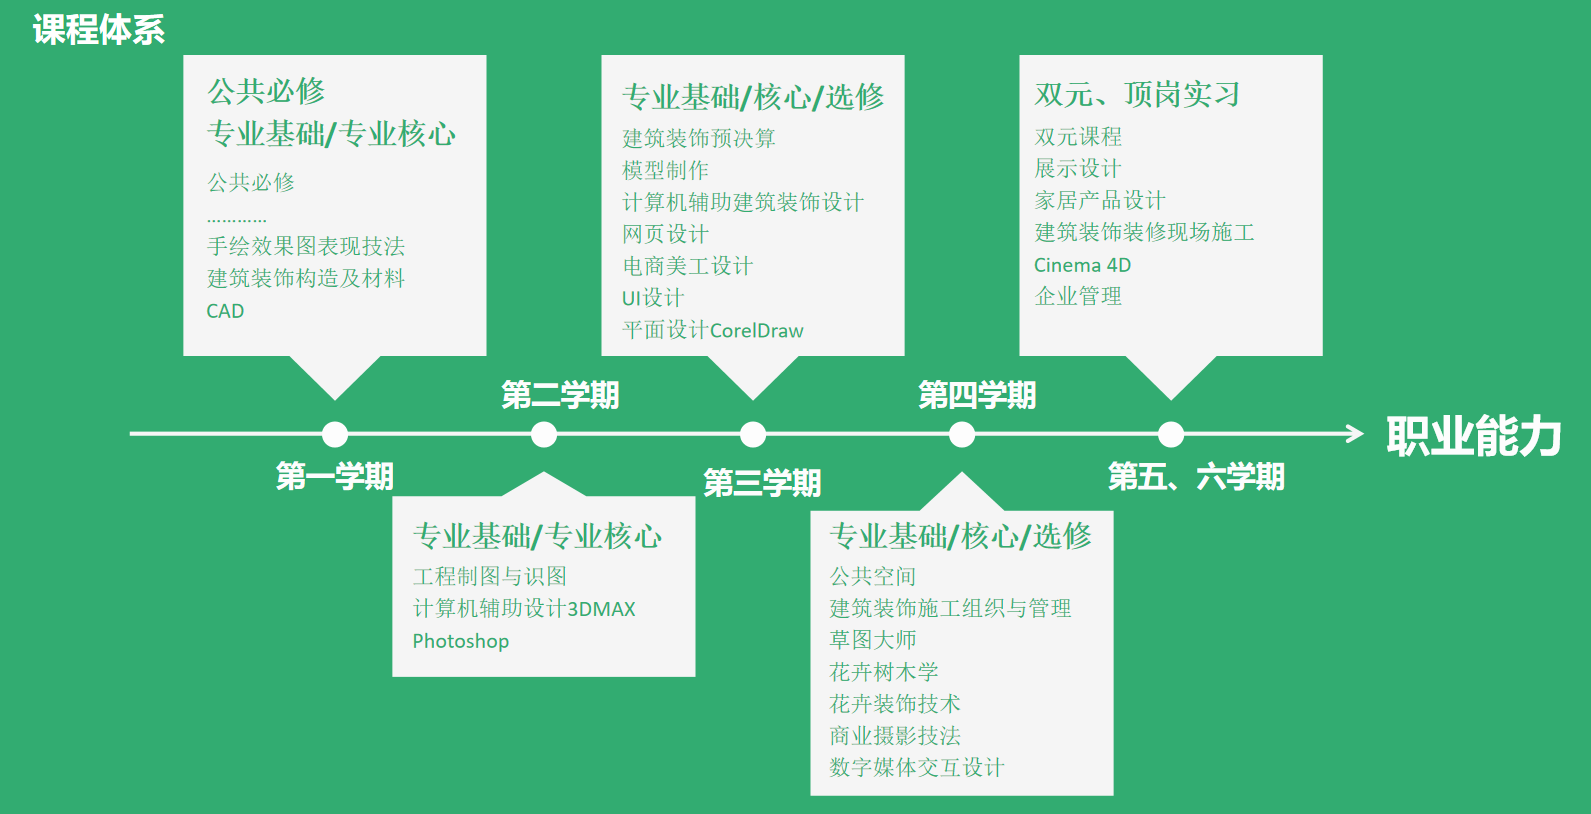 课程体系
公共必修
专业基础/专业核心
公共必修
…………
手绘效果图表现技法
建筑装饰构造及材料
CAD
专业基础/核心/选修
建筑装饰预决算
模型制作
计算机辅助建筑装饰设计
网页设计
电商美工设计
UI设计
平面设计CorelDraw
双元、顶岗实习
双元课程
展示设计
家居产品设计
建筑装饰装修现场施工
Cinema 4D
企业管理
第二学期
第四学期
职业能力
第一学期
第三学期
第五、六学期
专业基础/专业核心
工程制图与识图
计算机辅助设计3DMAX
Photoshop
专业基础/核心/选修
公共空间
建筑装饰施工组织与管理
草图大师
花卉树木学
花卉装饰技术
商业摄影技法
数字媒体交互设计